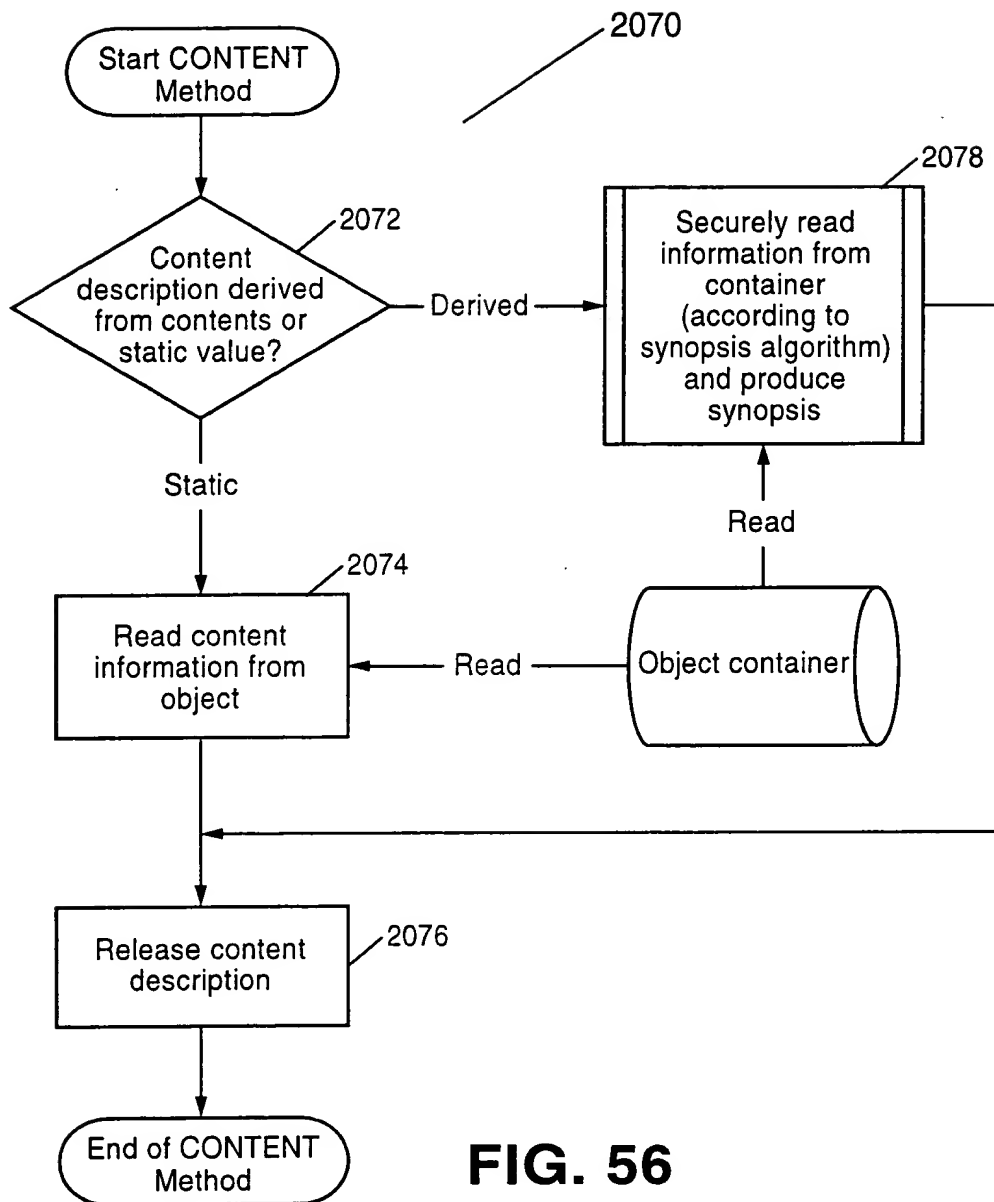 2070
Start CONTENT
Method
2078
2072
Content
description derived
from contents or
static value?
Derived
Securely read
information from
container
(according to
synopsis algorithm)
and produce
synopsis
Static
Read
2074
Read content
information from
object
Read
Object container
2076
Release content
description
End of CONTENT
Method
FIG. 56